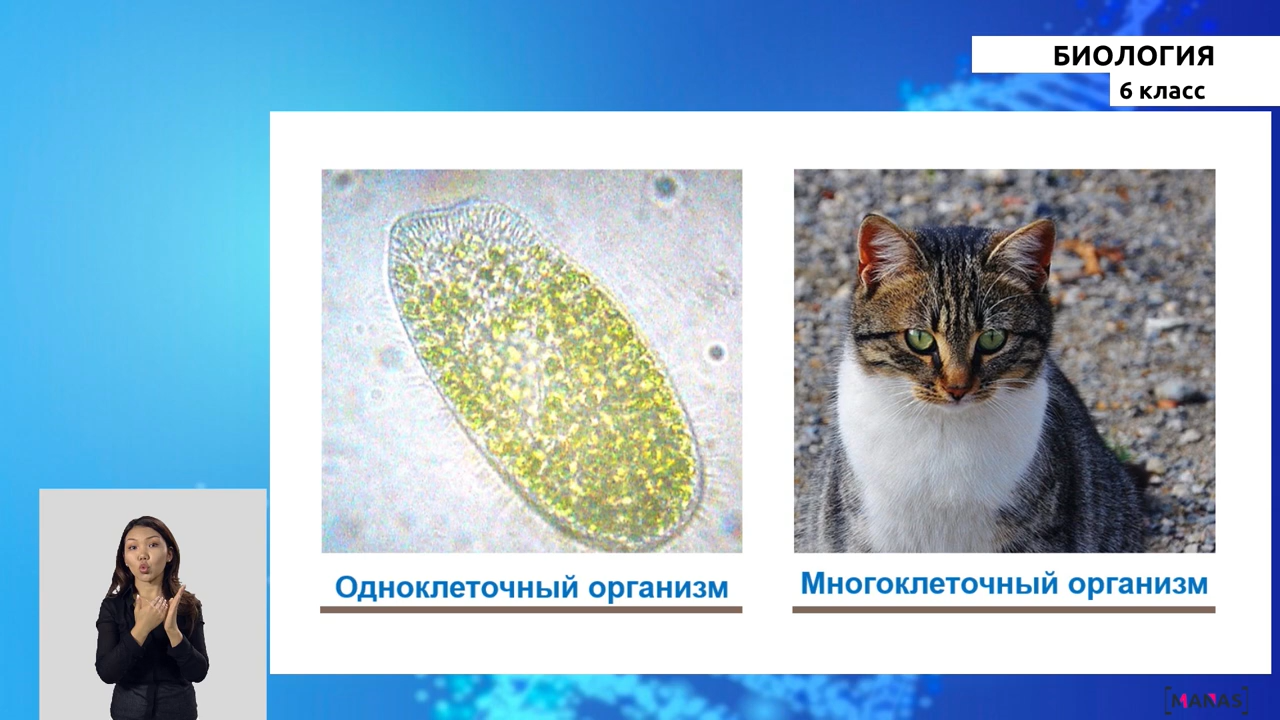 БИОЛОГИЯ
6 класс
Одноклеточный организм
Многоклеточный организм
MANAS